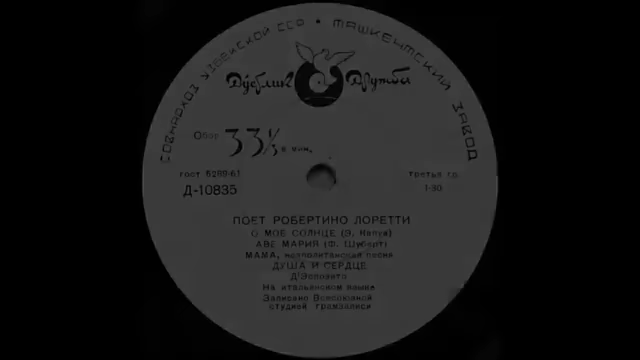 СОВНАРХОЗ УЗБЕКСКОЙ ССР • ТАШКЕНТСКИЙ ЗАВОД
Дружбы
Обор. 33⅓ в мин.
ГОСТ 5289-61
третья гр.
Д-10835
1-30
ПОЕТ РОБЕРТИНО ЛОРЕТТИ
О МОЕ СОЛНЦЕ (Э. Капуа)
АВЕ МАРИЯ (Ф. Шуберт)
МАМА, неаполитанская песня
ДУША И СЕРДЦЕ
Д'Эспозито
На итальянском языке
Записано Всесоюзной
студией грамзаписи